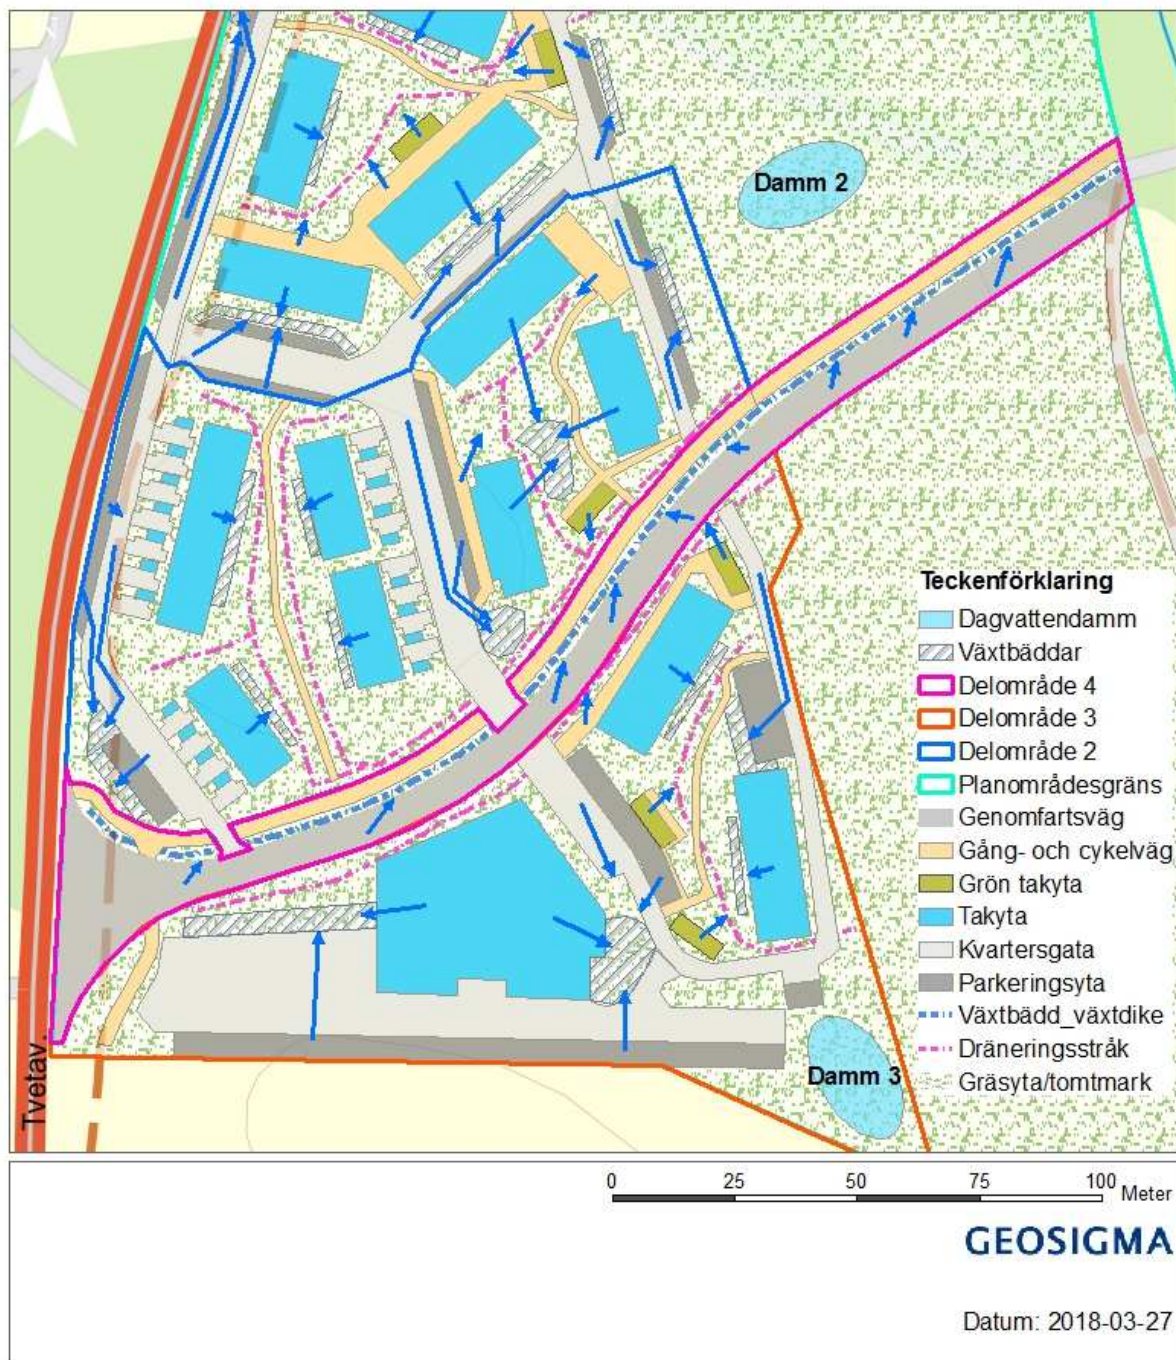 Damm 2
Teckenförklaring
Dagvattendamm
Växtbäddar
Delområde 4
Delområde 3
Delområde 2
Planområdesgräns
Genomfartsväg
Gång- och cykelväg
Grön takyta
Takyta
Kvartersgata
Parkeringsyta
Växtbädd_växtdike
Dräneringsstråk
Gräsyta/tomtmark
Damm 3
Tvetav.
0 25 50 75 100 Meter
GEOSIGMA
Datum: 2018-03-27